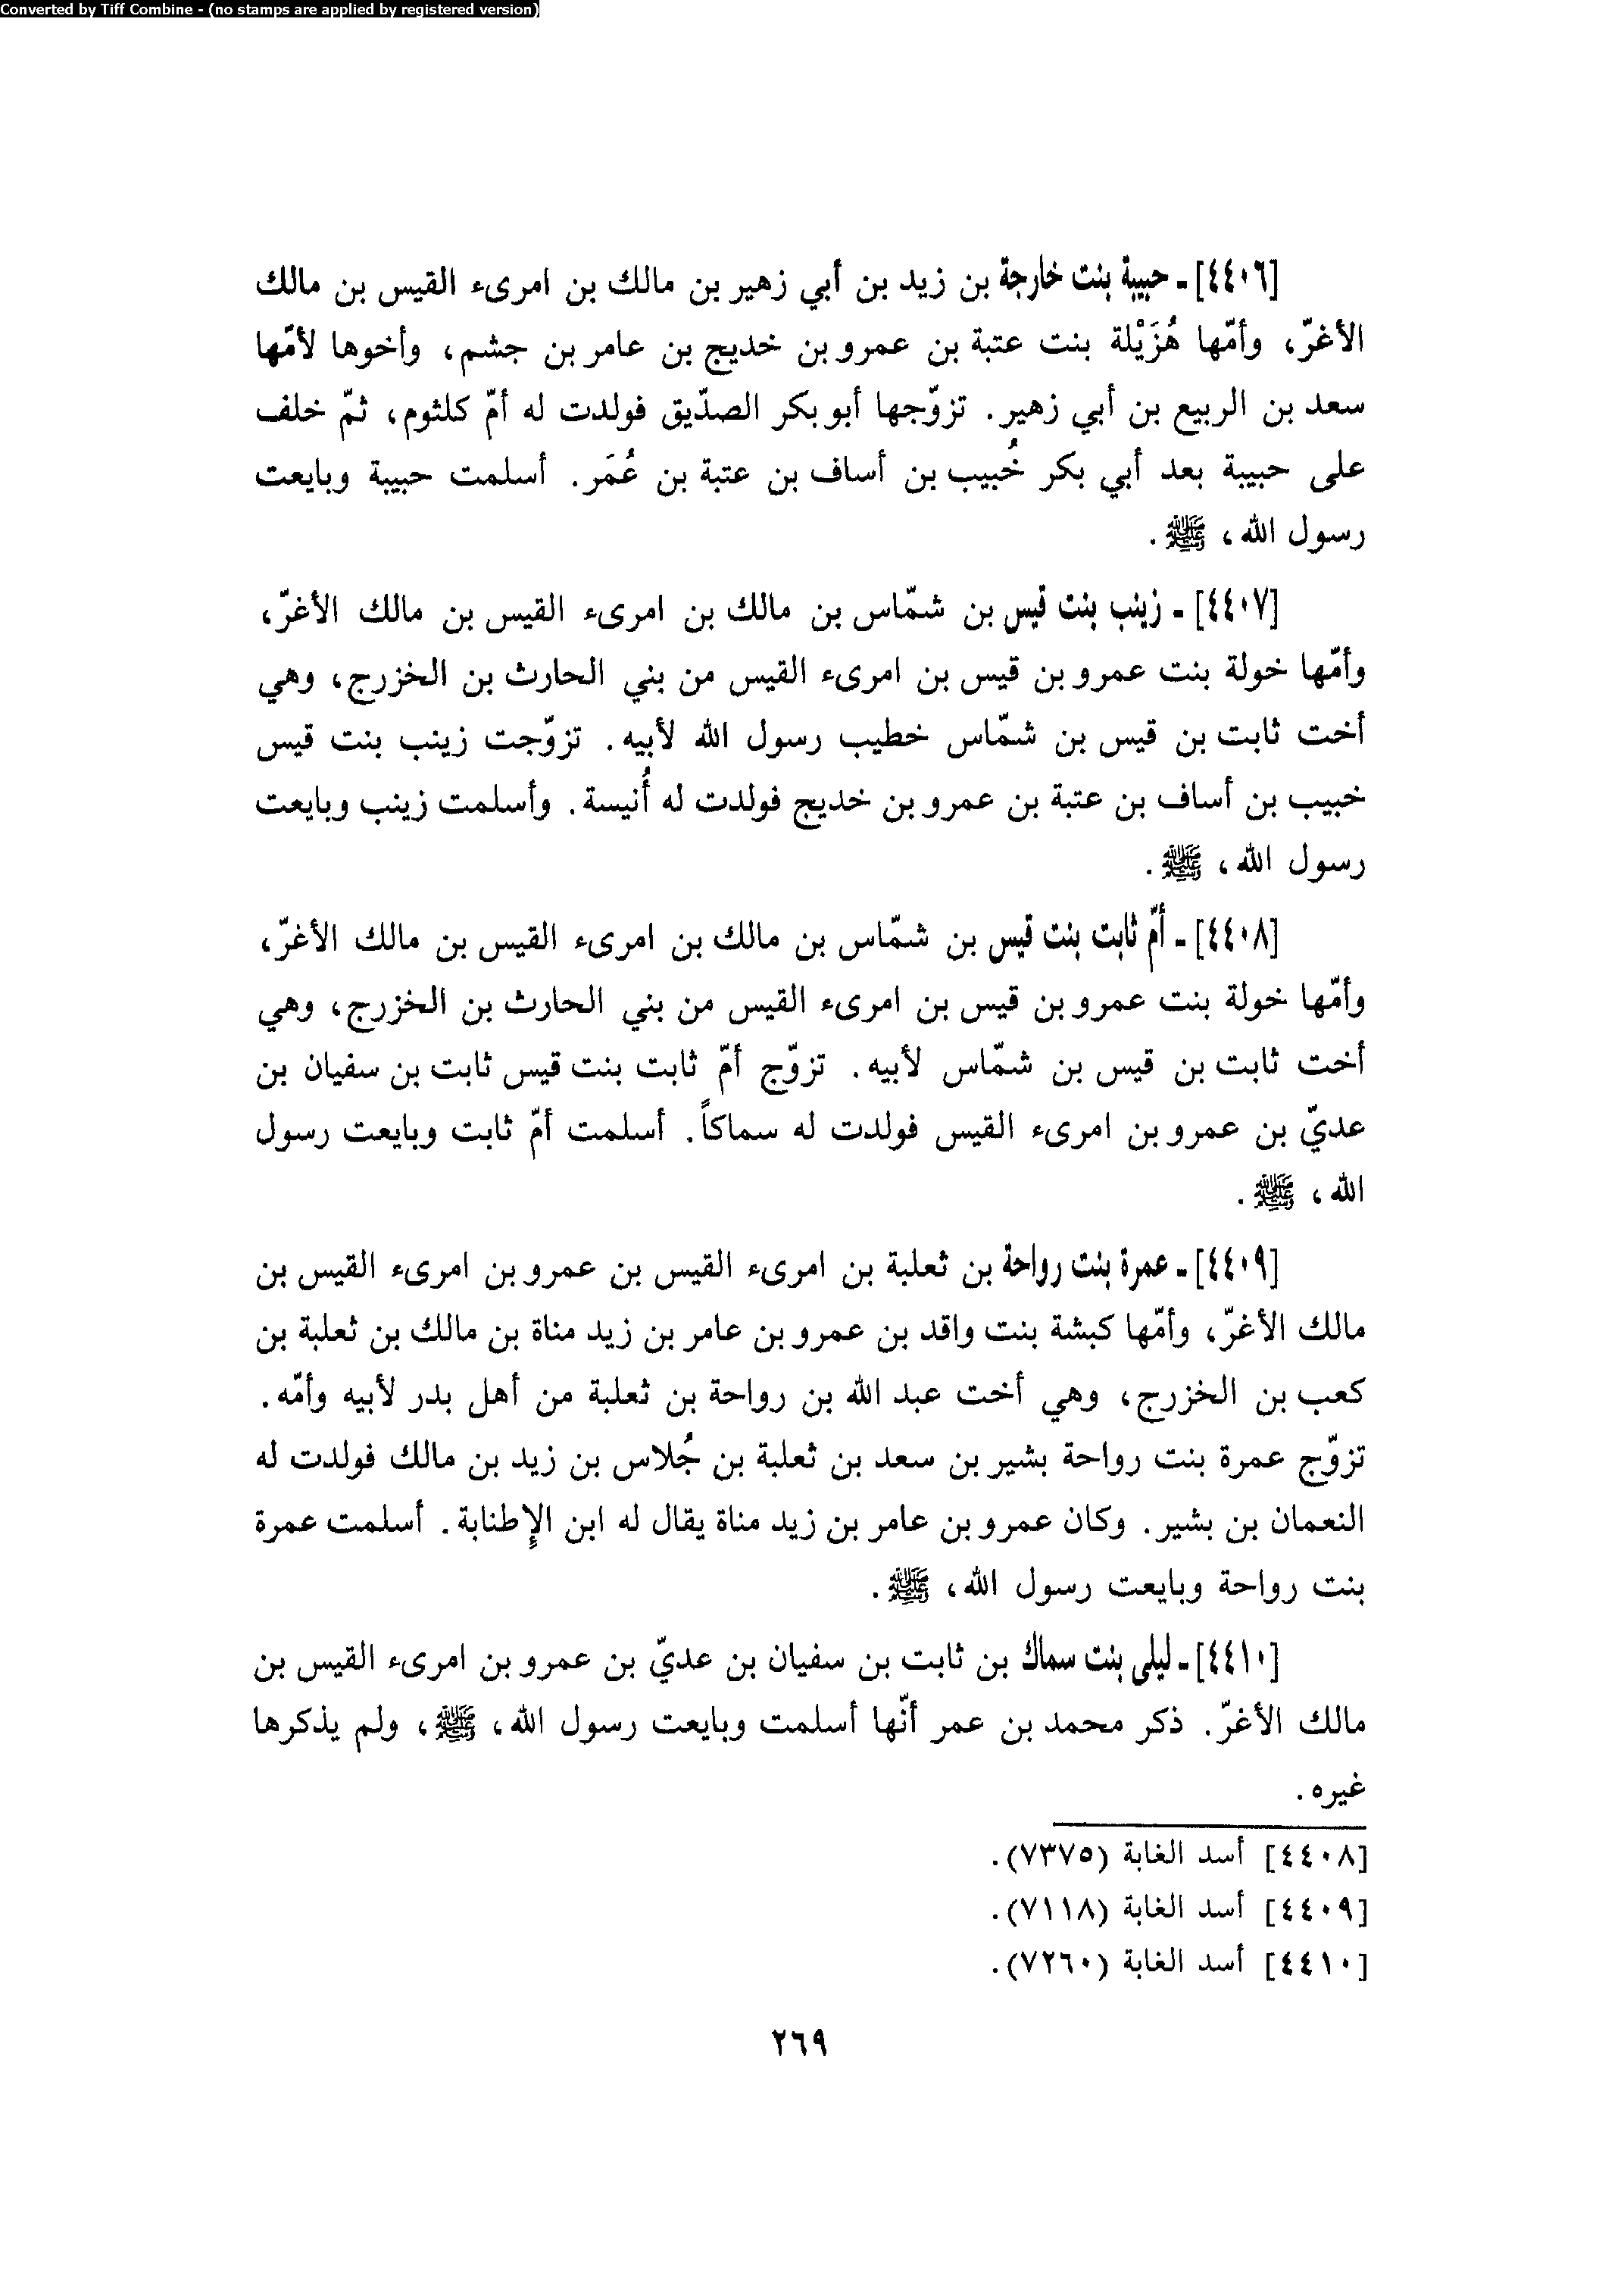 Converted by Tiff Combine - (no stamps are applied by registered version)
[٤٤٠٦] - حبيبة بنت خارجة بن زيد بن أبي زهير بن مالك بن امرىء القيس بن مالك
الأغرّ، وأمّها هُزَيْلة بنت عتبة بن عمرو بن خديج بن عامر بن جشم، وأخوها لأمّها
سعد بن الربيع بن أبي زهير. تزوّجها أبو بكر الصدّيق فولدت له أمّ كلثوم، ثمّ خلف
على حبيبة بعد أبي بكر خُبيب بن أساف بن عتبة بن عُمَر. أسلمت حبيبة وبايعت
رسول الله، ﷺ.
[٤٤٠٧] - زينب بنت قيس بن شمّاس بن مالك بن امرىء القيس بن مالك الأغرّ،
وأمّها خولة بنت عمرو بن قيس بن امرىء القيس من بني الحارث بن الخزرج، وهي
أخت ثابت بن قيس بن شمّاس خطيب رسول الله لأبيه. تزوّجت زينب بنت قيس
خبيب بن أساف بن عتبة بن عمرو بن خديج فولدت له أُنيسة. وأسلمت زينب وبايعت
رسول الله، ﷺ.
[٤٤٠٨] - أمّ ثابت بنت قيس بن شمّاس بن مالك بن امرىء القيس بن مالك الأغرّ،
وأمّها خولة بنت عمرو بن قيس بن امرىء القيس من بني الحارث بن الخزرج، وهي
أخت ثابت بن قيس بن شمّاس لأبيه. تزوّج أمّ ثابت بنت قيس ثابت بن سفيان بن
عديّ بن عمرو بن امرىء القيس فولدت له سماكاً. أسلمت أمّ ثابت وبايعت رسول
الله، ﷺ.
[٤٤٠٩] - عمرة بنت رواحة بن ثعلبة بن امرىء القيس بن عمرو بن امرىء القيس بن
مالك الأغرّ، وأمّها كبشة بنت واقد بن عمرو بن عامر بن زيد مناة بن مالك بن ثعلبة بن
كعب بن الخزرج، وهي أخت عبد الله بن رواحة بن ثعلبة من أهل بدر لأبيه وأمّه.
تزوّج عمرة بنت رواحة بشير بن سعد بن ثعلبة بن جُلاس بن زيد بن مالك فولدت له
النعمان بن بشير. وكان عمرو بن عامر بن زيد مناة يقال له ابن الإِطنابة. أسلمت عمرة
بنت رواحة وبايعت رسول الله، ﷺ.
[٤٤١٠] - ليلى بنت سماك بن ثابت بن سفيان بن عديّ بن عمرو بن امرىء القيس بن
مالك الأغرّ. ذكر محمد بن عمر أنّها أسلمت وبايعت رسول الله، ﷺ، ولم يذكرها
غيره.
[٤٤٠٨] أسد الغابة (٧٣٧٥).
[٤٤٠٩] أسد الغابة (٧١١٨).
[٤٤١٠] أسد الغابة (٧٢٦٠).
٢٦٩